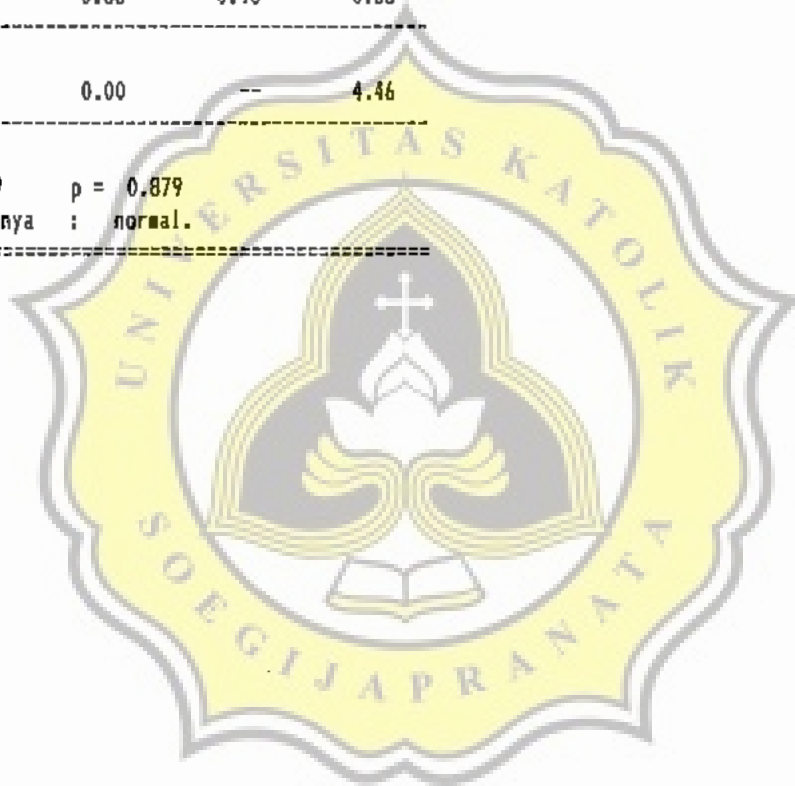 0.00 -- 4.46
p = 0.879
nya : normal.
UNIVERSITAS KATOLIK
SOEGIJAPRANATA